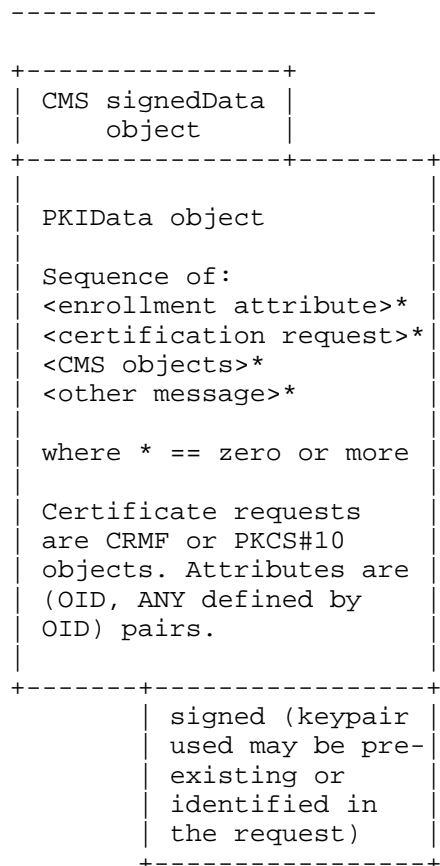 -----------------------
+-----------------+
| CMS signedData |
| object |
+-----------------+--------+
| |
| PKIData object |
| |
| Sequence of: |
| <enrollment attribute>* |
| <certification request>*|
| <CMS objects>* |
| <other message>* |
| |
| where * == zero or more |
| |
| Certificate requests |
| are CRMF or PKCS#10 |
| objects. Attributes are |
| (OID, ANY defined by |
| OID) pairs. |
| |
+-------+-----------------+
| signed (keypair |
| used may be pre-|
| existing or |
| identified in |
| the request) |
+-----------------+